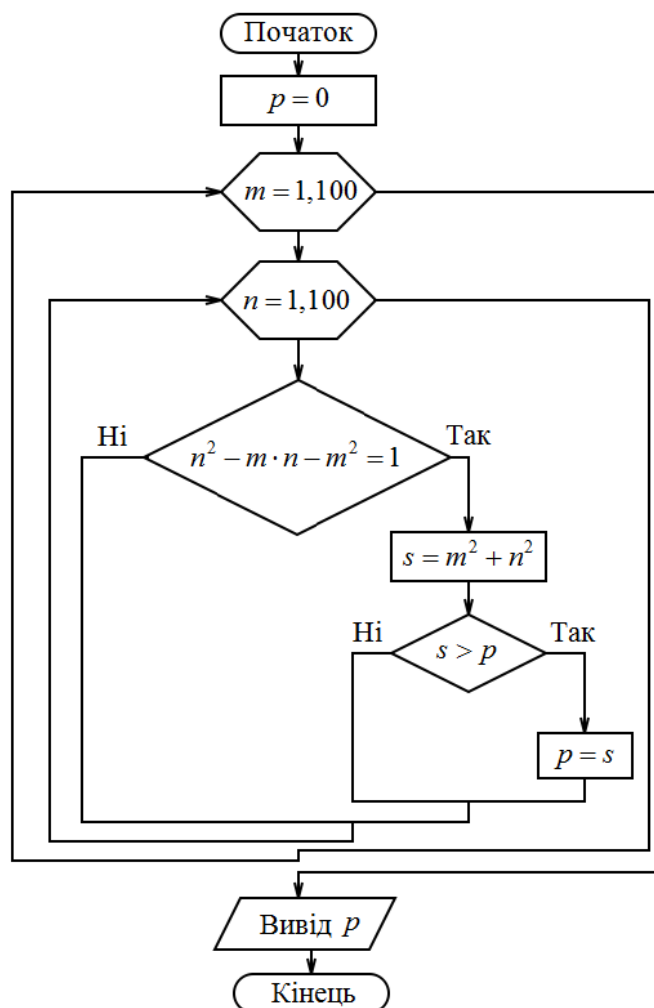 Початок
p = 0
m = 1,100
n = 1,100
Ні
Так
n² − m · n − m² = 1
s = m² + n²
Ні
Так
s > p
p = s
Вивід p
Кінець